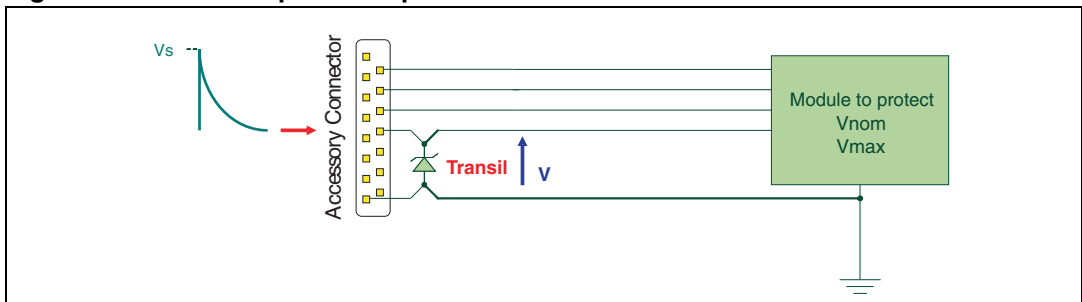 Vs
Accessory Connector
Transil
V
Module to protect
Vnom
Vmax